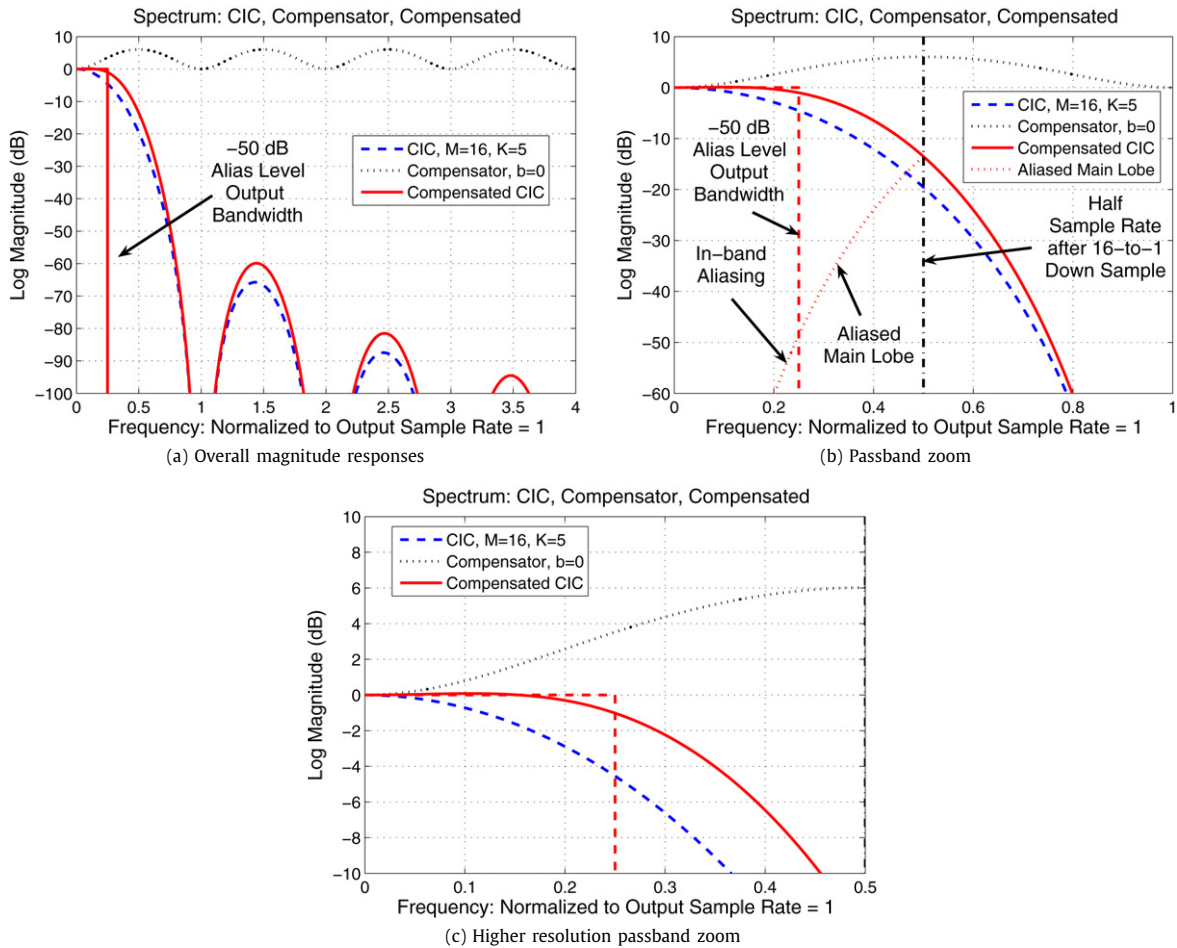 Spectrum: CIC, Compensator, Compensated
Log Magnitude (dB)
10
0
−10
−20
−30
−40
−50
−60
−70
−80
−90
−100
−50 dB
Alias Level
Output
Bandwidth
CIC, M=16, K=5
Compensator, b=0
Compensated CIC
0 0.5 1 1.5 2 2.5 3 3.5 4
Frequency: Normalized to Output Sample Rate = 1
(a) Overall magnitude responses
Spectrum: CIC, Compensator, Compensated
Log Magnitude (dB)
10
0
−10
−20
−30
−40
−50
−60
−50 dB
Alias Level
Output
Bandwidth
In−band
Aliasing
Aliased
Main Lobe
CIC, M=16, K=5
Compensator, b=0
Compensated CIC
Aliased Main Lobe
Half
Sample Rate
after 16−to−1
Down Sample
0 0.2 0.4 0.6 0.8 1
Frequency: Normalized to Output Sample Rate = 1
(b) Passband zoom
Spectrum: CIC, Compensator, Compensated
Log Magnitude (dB)
10
8
6
4
2
0
−2
−4
−6
−8
−10
CIC, M=16, K=5
Compensator, b=0
Compensated CIC
0 0.1 0.2 0.3 0.4 0.5
Frequency: Normalized to Output Sample Rate = 1
(c) Higher resolution passband zoom